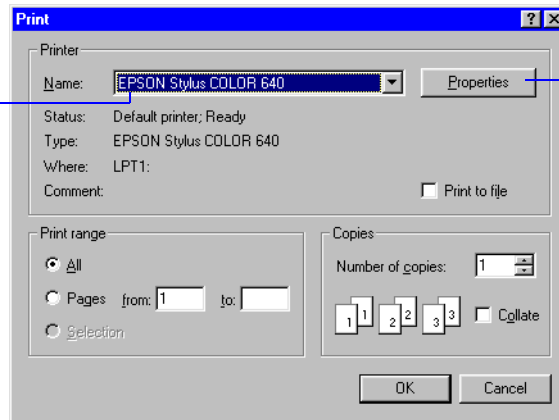 Print
Printer
Name: EPSON Stylus COLOR 640 Properties
Status: Default printer; Ready
Type: EPSON Stylus COLOR 640
Where: LPT1:
Comment: Print to file
Print range
All
Pages from: 1 to:
Selection
Copies
Number of copies: 1
1 1 2 2 3 3 Collate
OK Cancel